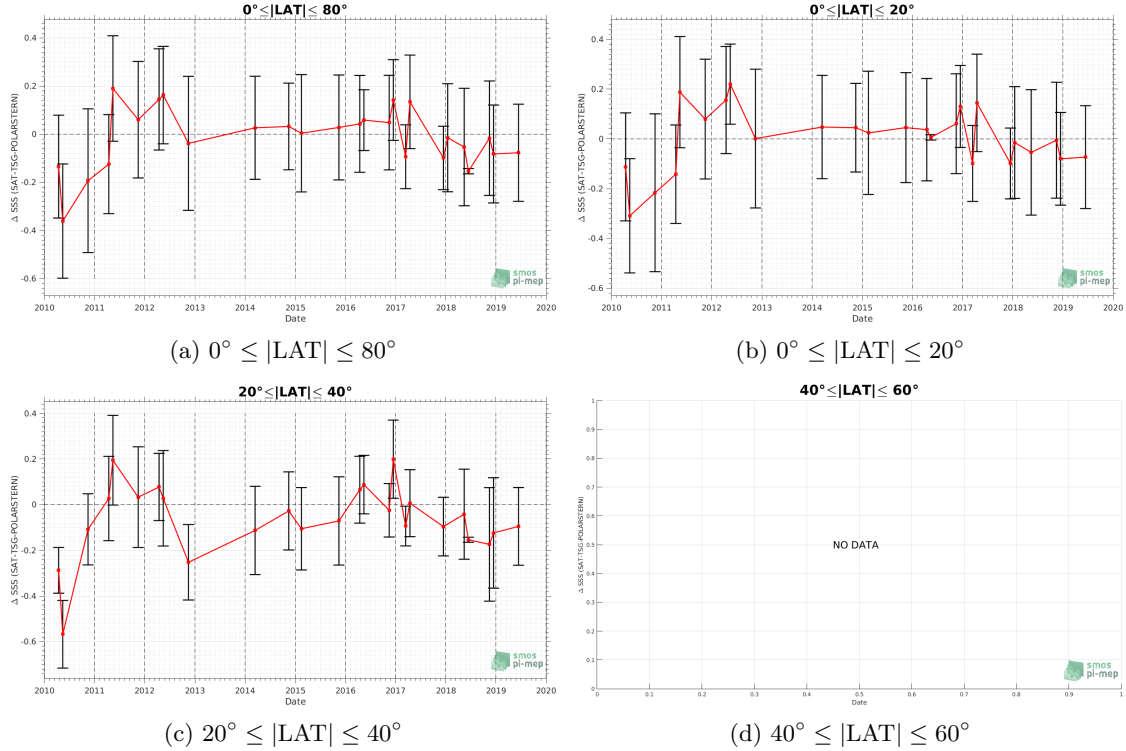 0°≤|LAT|≤ 80°
Δ SSS (SAT-TSG-POLARSTERN)
0.4
0.2
0
-0.2
-0.4
-0.6
2010 2011 2012 2013 2014 2015 2016 2017 2018 2019 2020
Date
smos
pi-mep
(a) 0° ≤ |LAT| ≤ 80°
0°≤|LAT|≤ 20°
Δ SSS (SAT-TSG-POLARSTERN)
0.4
0.2
0
-0.2
-0.4
-0.6
2010 2011 2012 2013 2014 2015 2016 2017 2018 2019 2020
Date
smos
pi-mep
(b) 0° ≤ |LAT| ≤ 20°
20°≤|LAT|≤ 40°
Δ SSS (SAT-TSG-POLARSTERN)
0.4
0.2
0
-0.2
-0.4
-0.6
2010 2011 2012 2013 2014 2015 2016 2017 2018 2019 2020
Date
smos
pi-mep
(c) 20° ≤ |LAT| ≤ 40°
40°≤|LAT|≤ 60°
Δ SSS (SAT-TSG-POLARSTERN)
1
0.9
0.8
0.7
0.6
0.5
0.4
0.3
0.2
0.1
0
NO DATA
0 0.1 0.2 0.3 0.4 0.5 0.6 0.7 0.8 0.9 1
Date
smos
pi-mep
(d) 40° ≤ |LAT| ≤ 60°